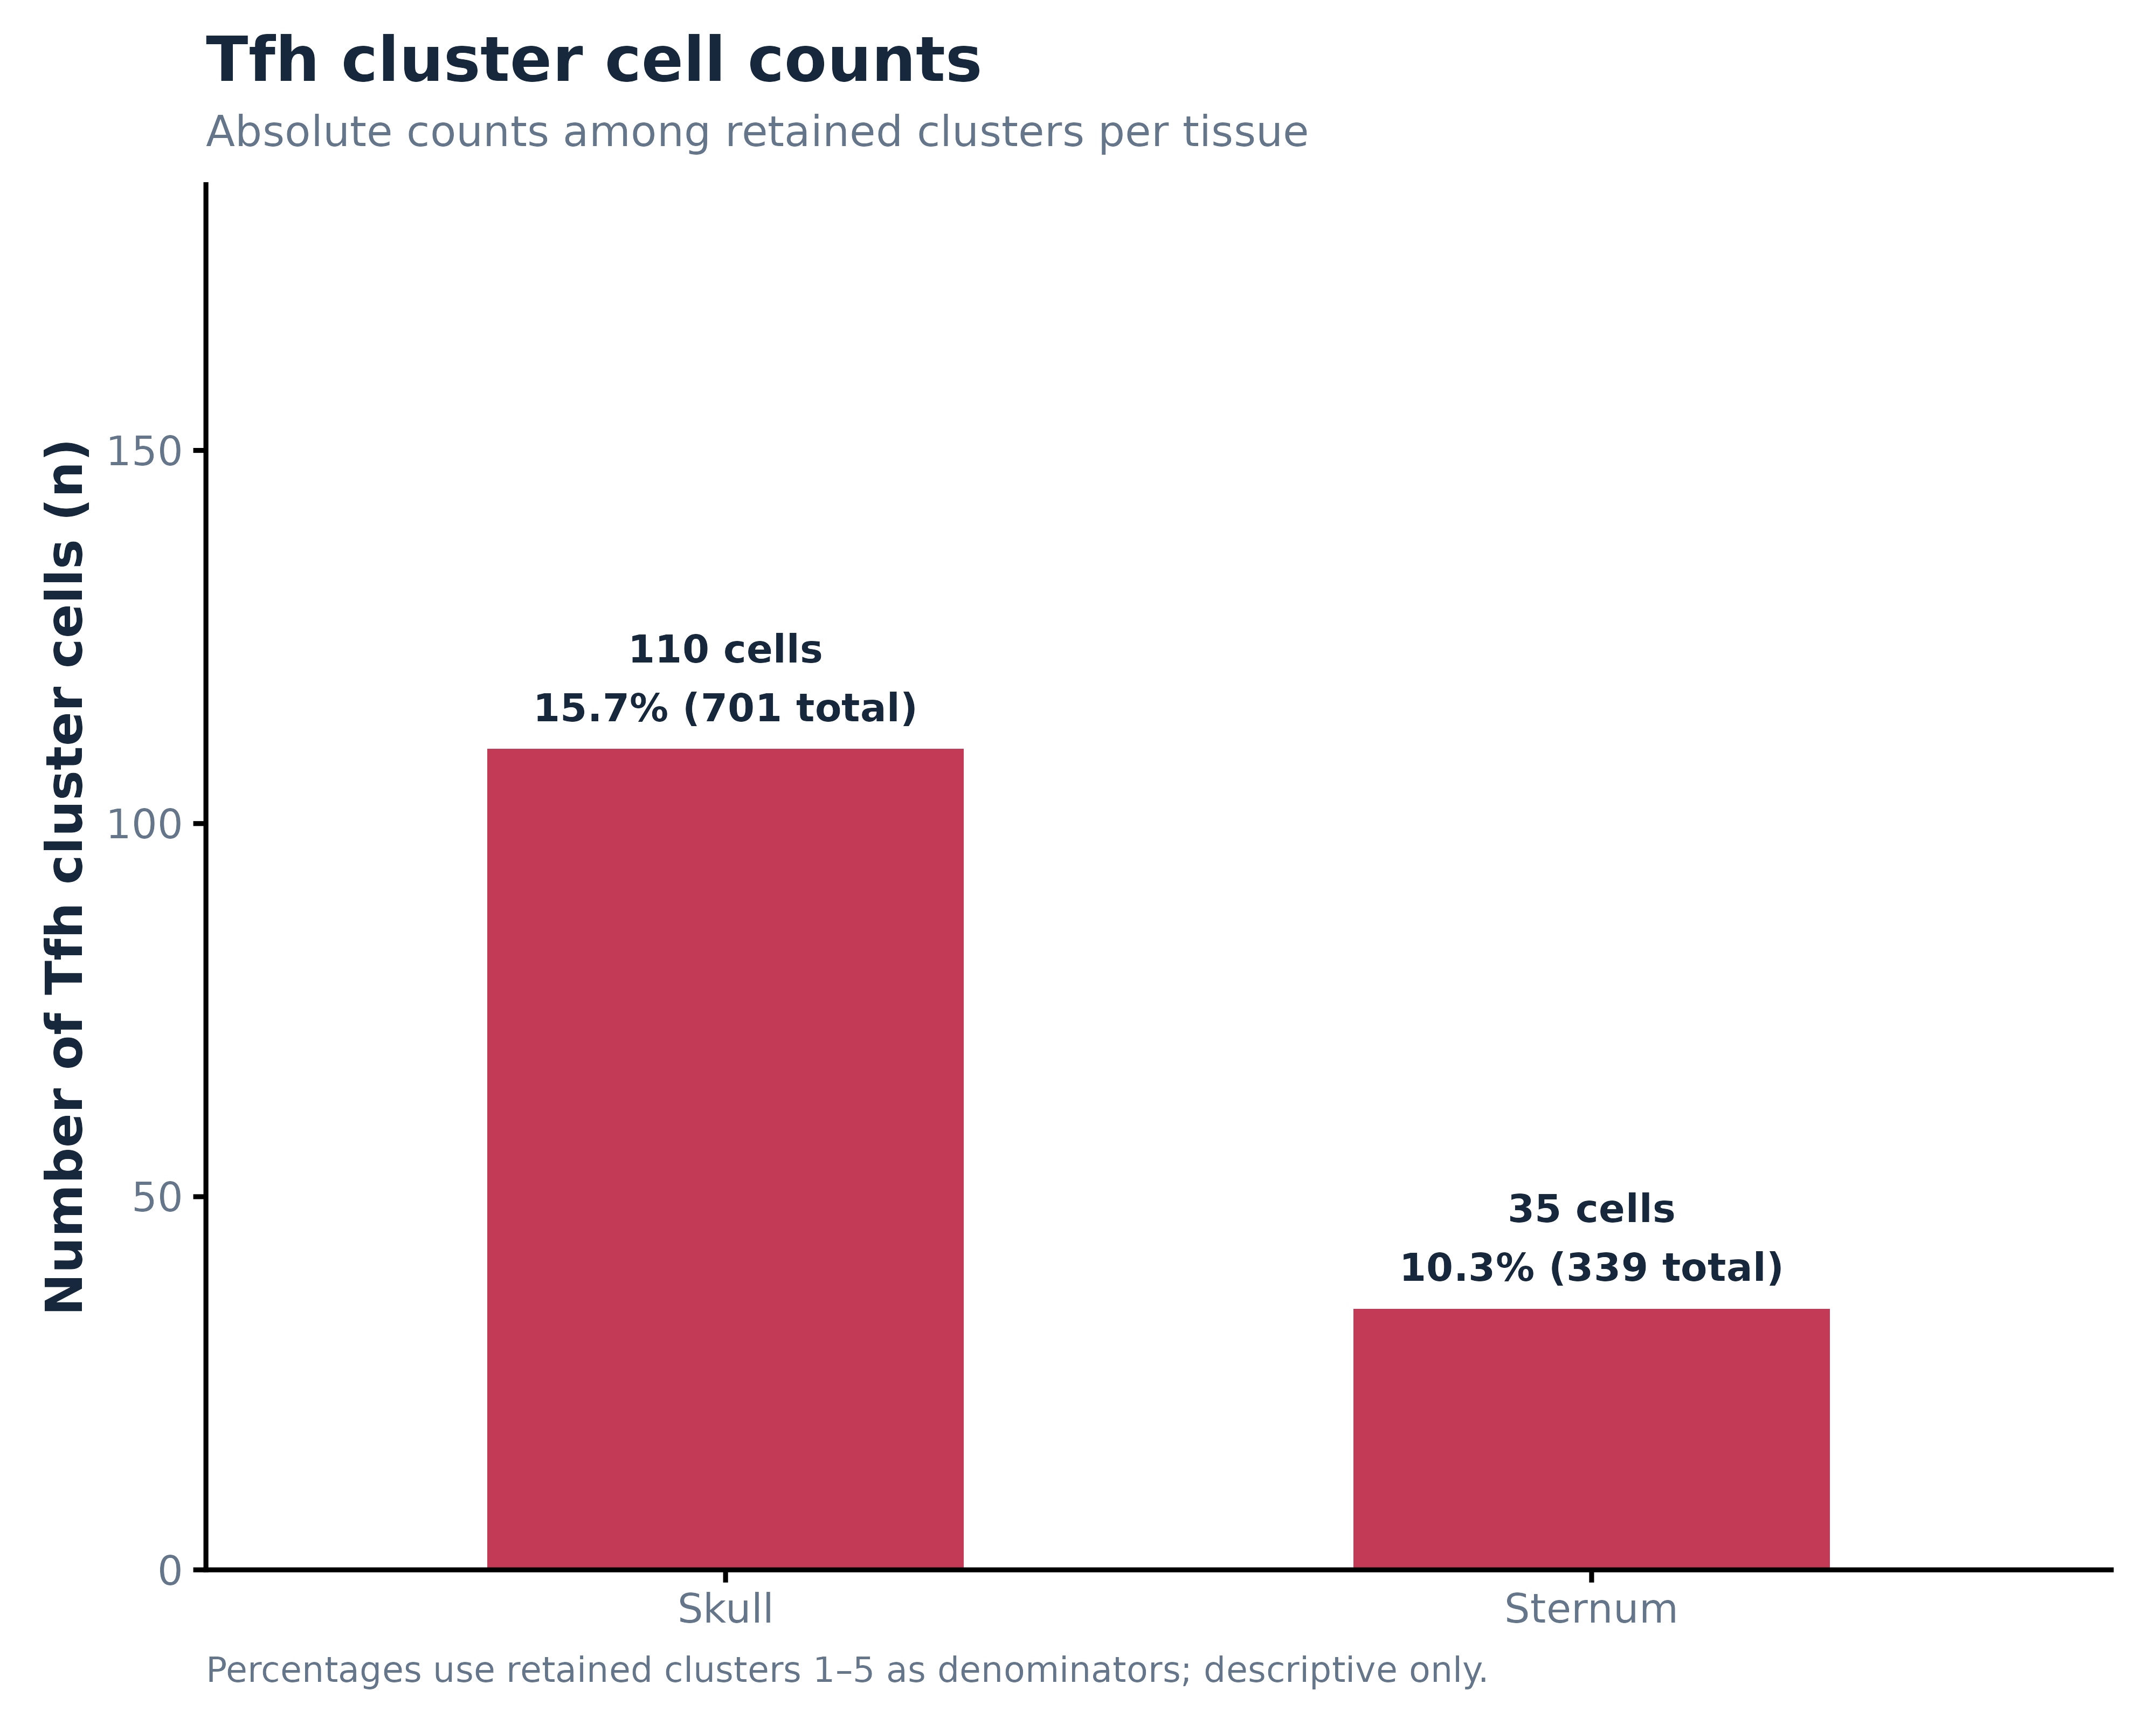 Tfh cluster cell counts
Absolute counts among retained clusters per tissue
Number of Tfh cluster cells (n)
150
100
50
0
110 cells
15.7% (701 total)
35 cells
10.3% (339 total)
Skull
Sternum
Percentages use retained clusters 1–5 as denominators; descriptive only.